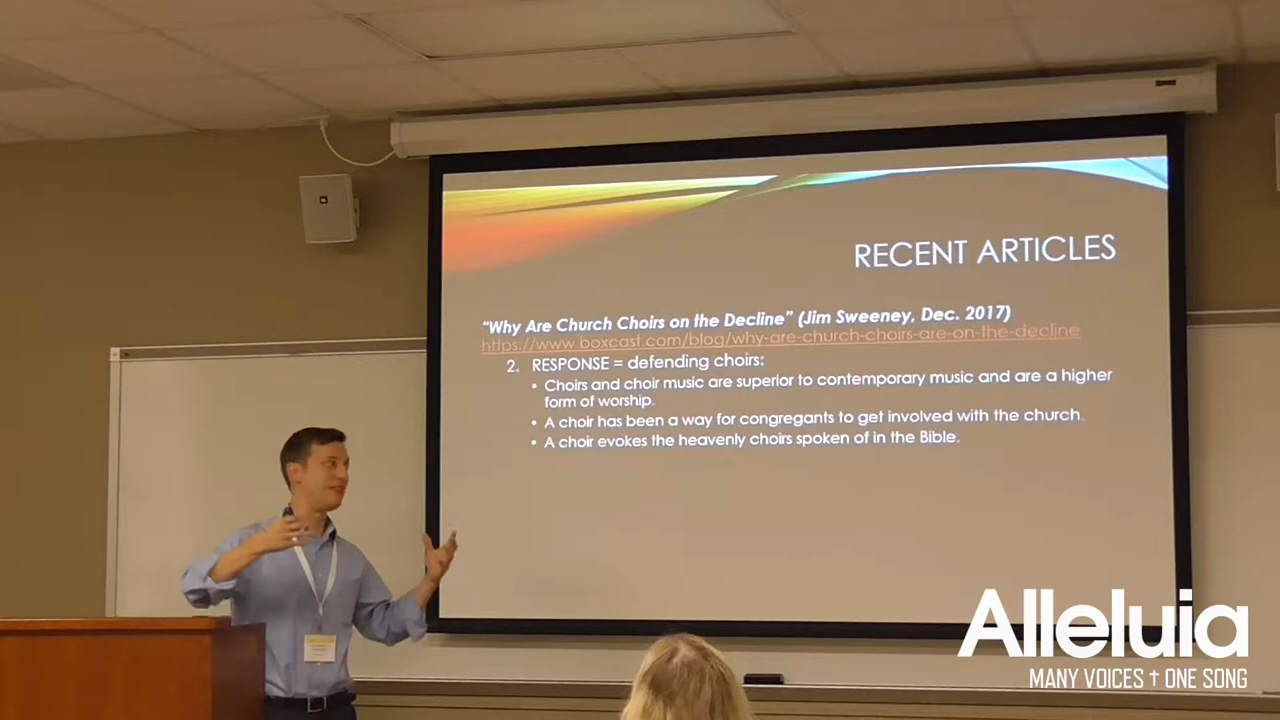 RECENT ARTICLES
“Why Are Church Choirs on the Decline” (Jim Sweeney, Dec. 2017)
https://www.boxcast.com/blog/why-are-church-choirs-are-on-the-decline
2. RESPONSE = defending choirs:
• Choirs and choir music are superior to contemporary music and are a higher
form of worship.
• A choir has been a way for congregants to get involved with the church.
• A choir evokes the heavenly choirs spoken of in the Bible.
Alleluia
MANY VOICES † ONE SONG